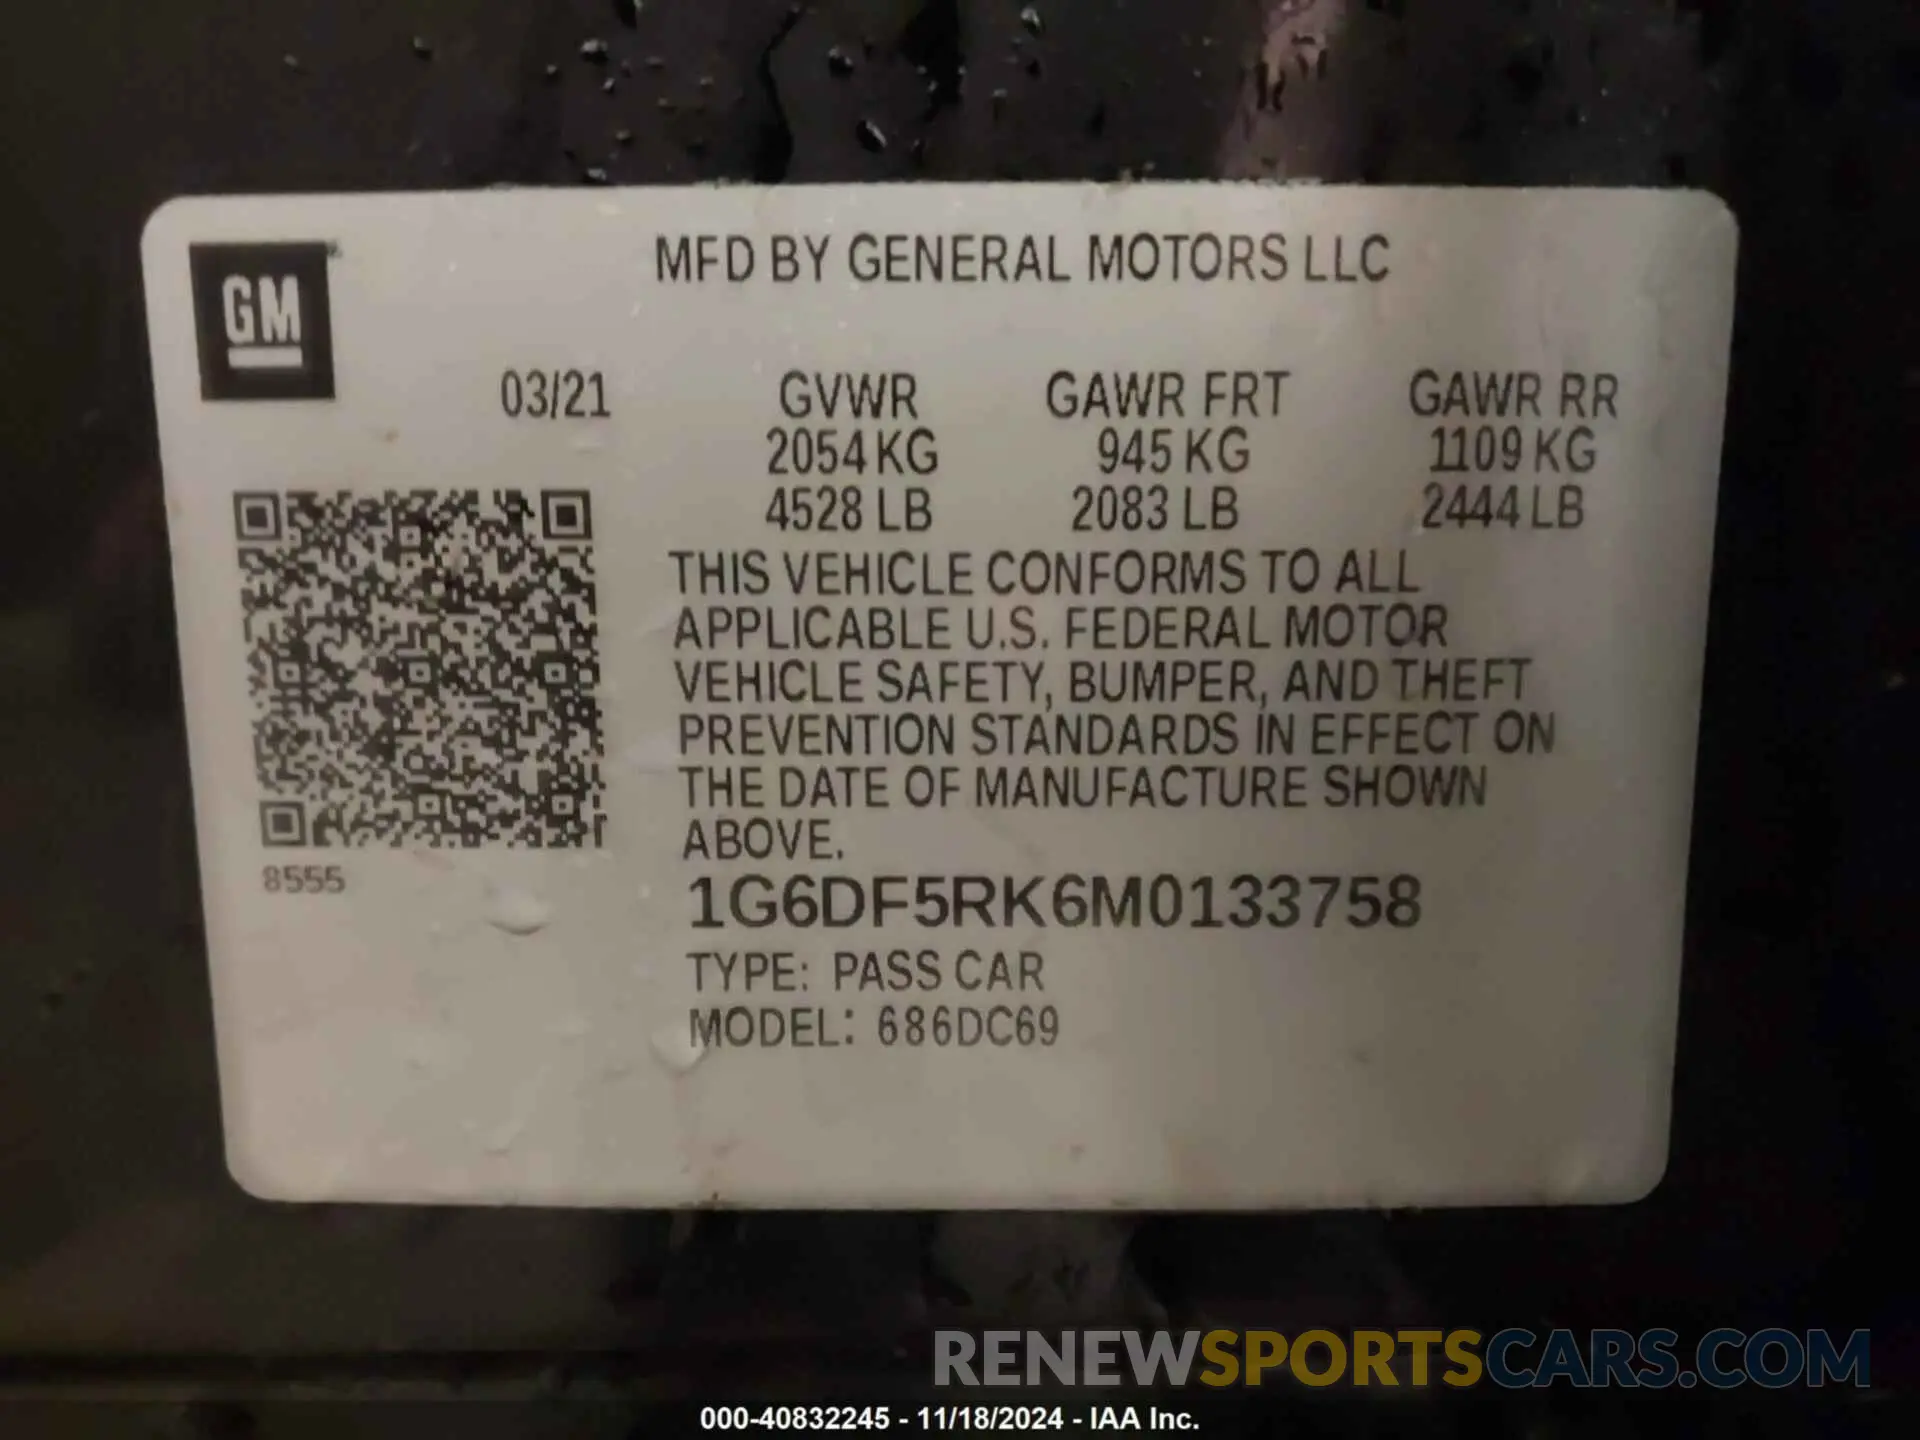 MFD BY GENERAL MOTORS LLC
GM
03/21 GVWR GAWR FRT GAWR RR
2054 KG 945 KG 1109 KG
4528 LB 2083 LB 2444 LB
THIS VEHICLE CONFORMS TO ALL
APPLICABLE U.S. FEDERAL MOTOR
VEHICLE SAFETY, BUMPER, AND THEFT
PREVENTION STANDARDS IN EFFECT ON
THE DATE OF MANUFACTURE SHOWN
ABOVE.
8555
1G6DF5RK6M0133758
TYPE: PASS CAR
MODEL: 686DC69
RENEWSPORTSCARS.COM
000-40832245 - 11/18/2024 - IAA Inc.